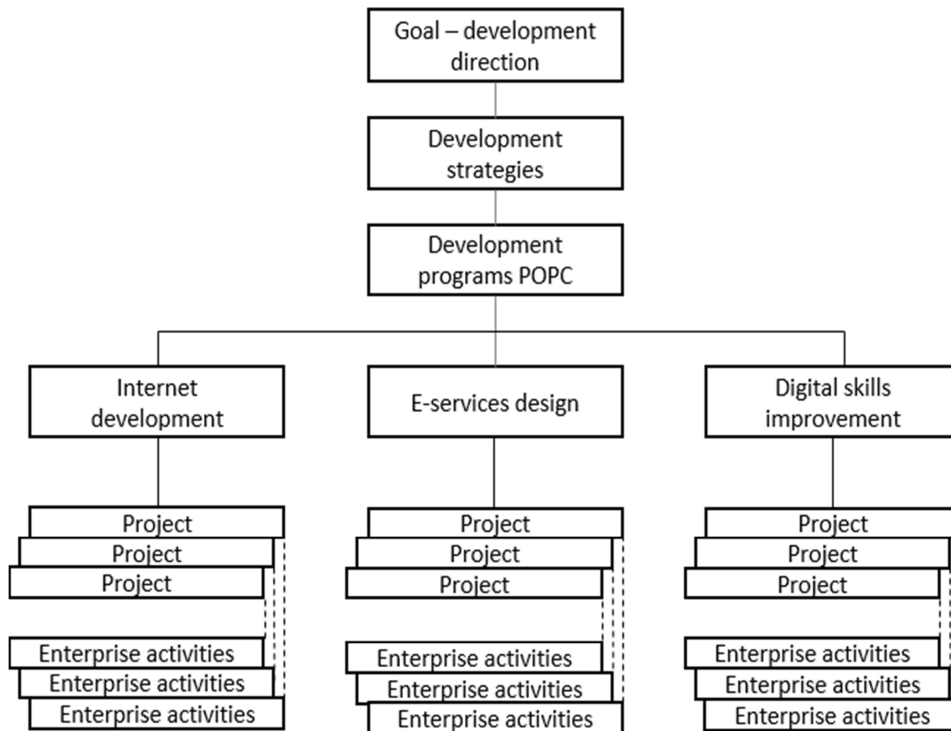 Goal – development
direction
Development
strategies
Development
programs POPC
Internet
development
E-services design
Digital skills
improvement
Project
Project
Project
Project
Project
Project
Project
Project
Project
Enterprise activities
Enterprise activities
Enterprise activities
Enterprise activities
Enterprise activities
Enterprise activities
Enterprise activities
Enterprise activities
Enterprise activities